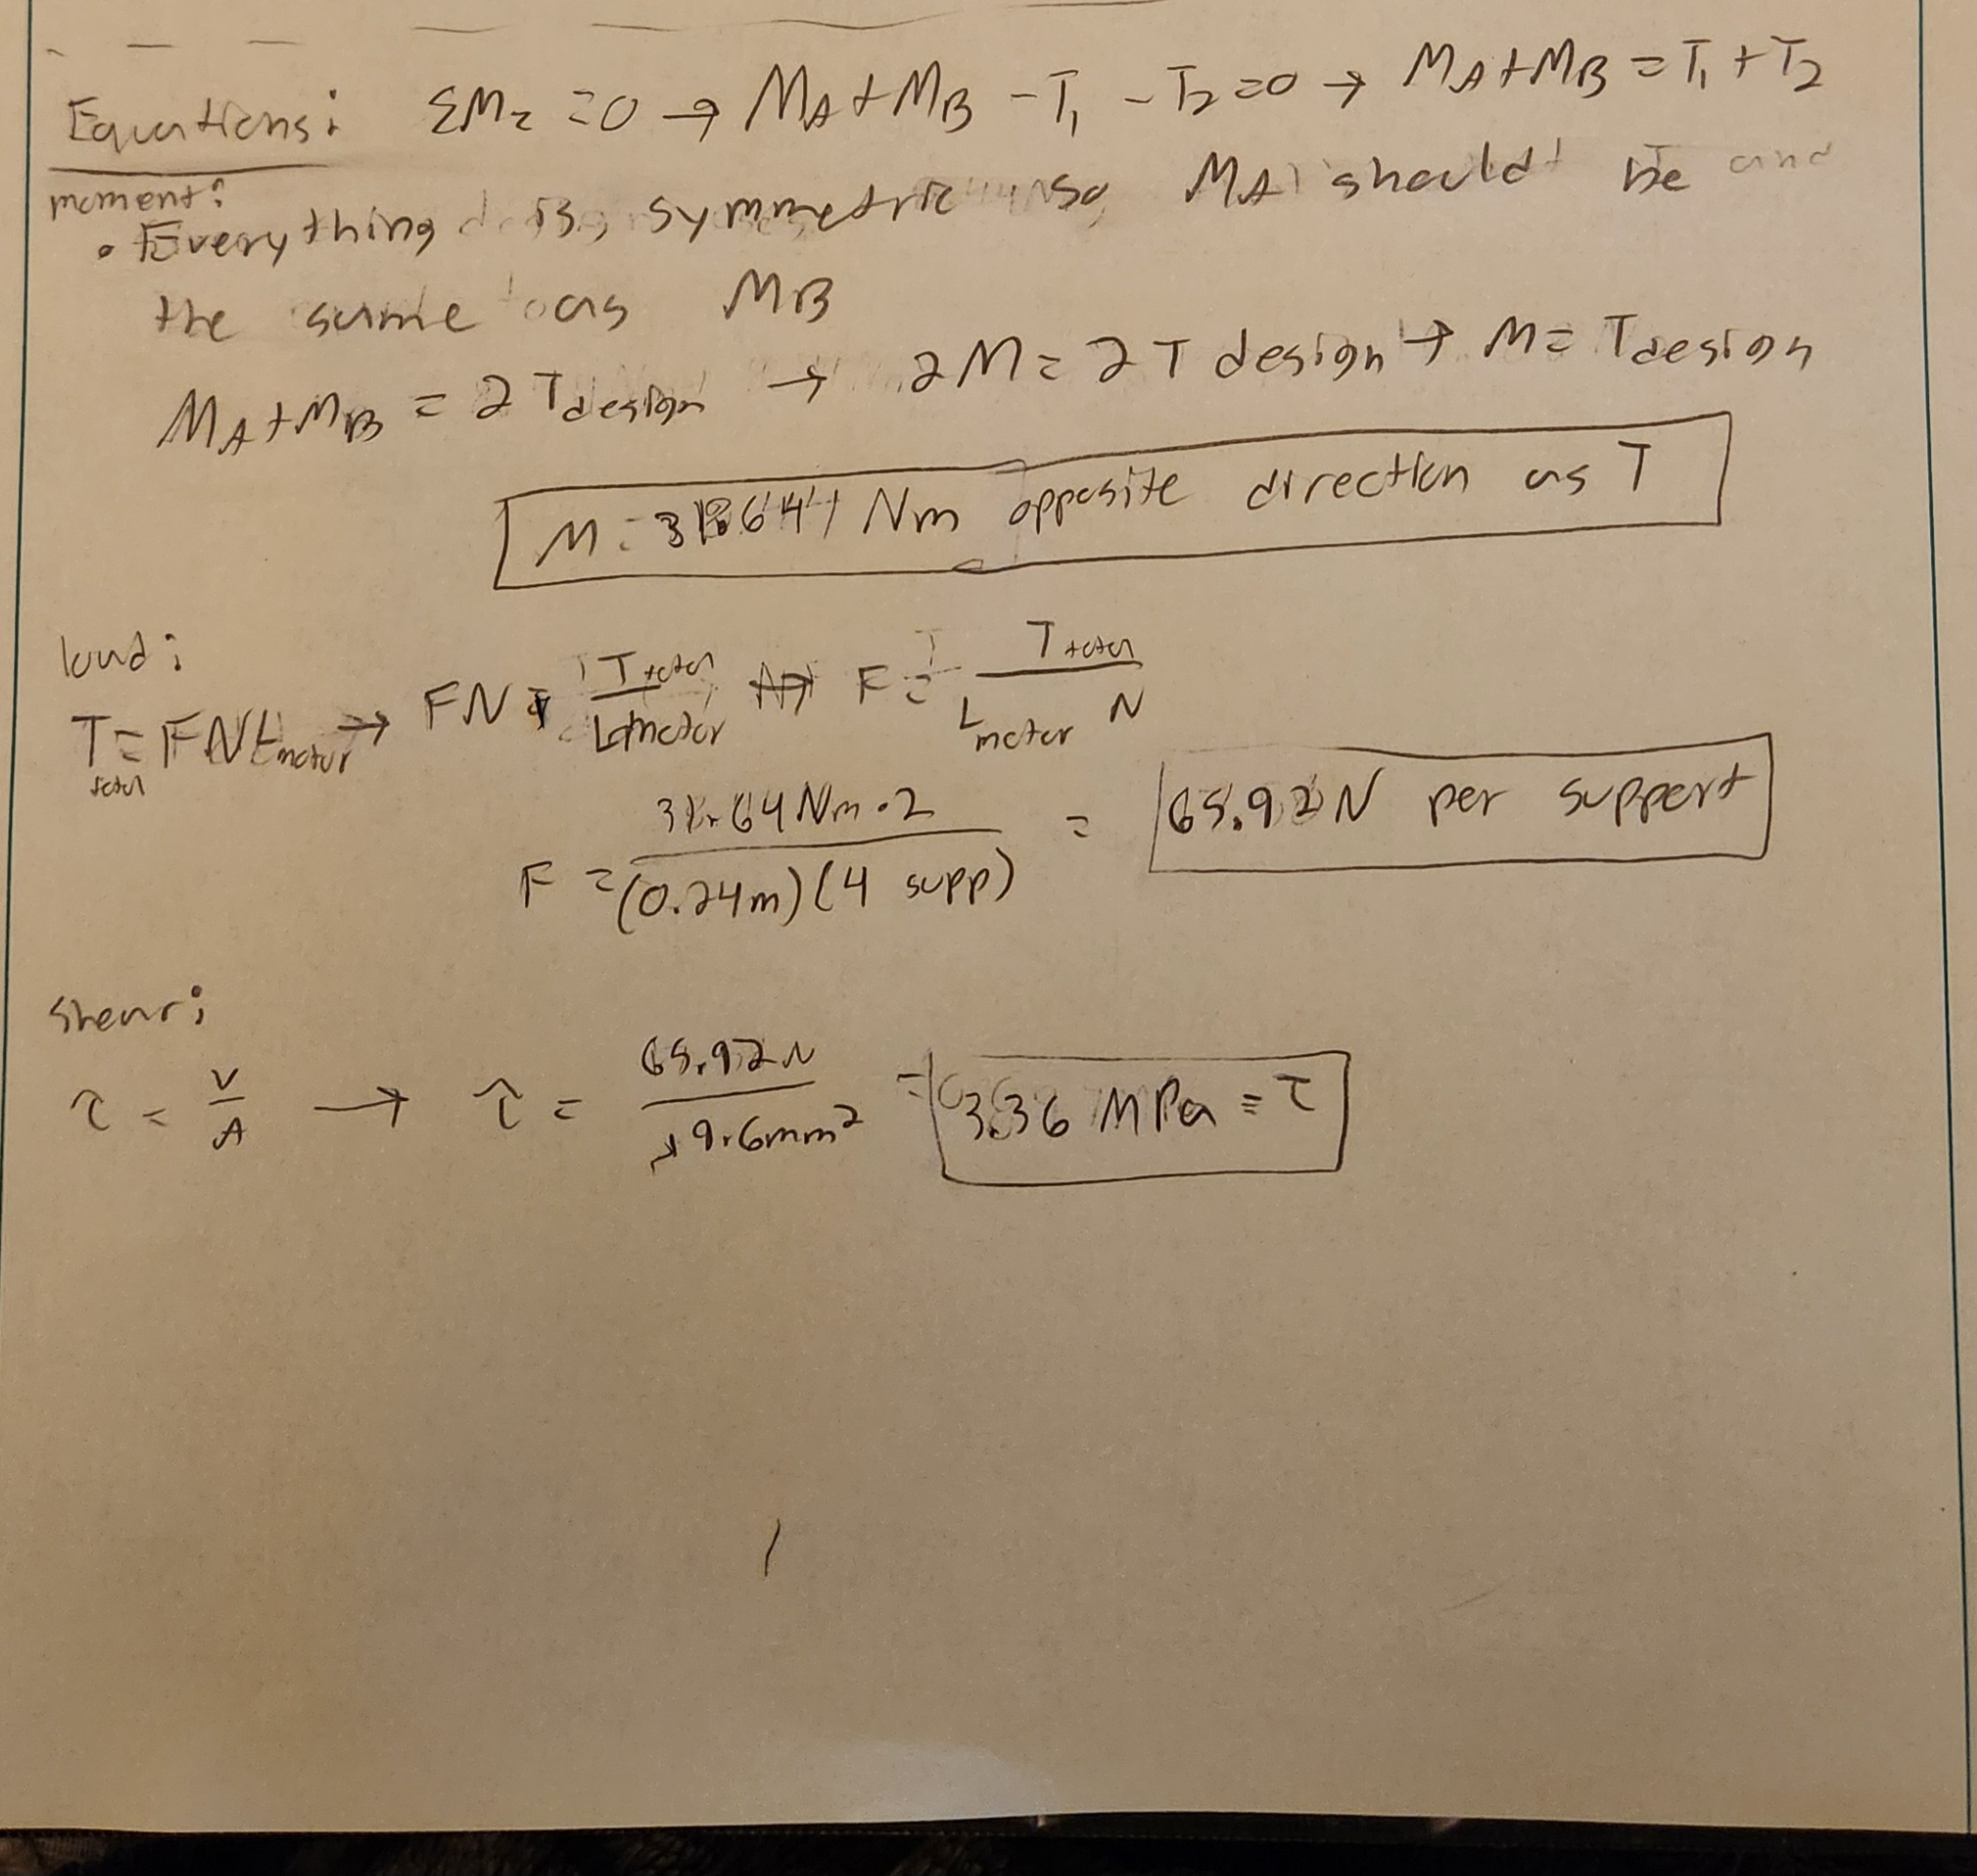 Equations: ΣMz = 0 → MA + MB - T1 - T2 = 0 → MA + MB = T1 + T2
moment:
• Everything is symmetric so MA should be
the same as MB
MA + MB = 2 Tdesign → 2M = 2 T design → M = Tdesign
M = 31.641 Nm opposite direction as T
load:
Ttotal = FNLmotor → FN = Ttotal / Lmotor → F = Ttotal / Lmotor N
F = 31.64 Nm · 2 / (0.24m)(4 supp) = 65.92 N per support
shear:
τ = V / A → τ = 65.92 N / 19.6mm² = 3.36 MPa = τ